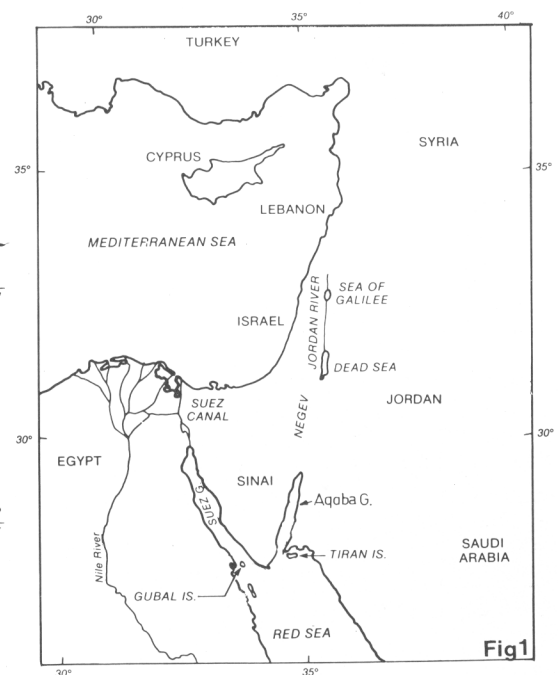 30°
35°
40°
TURKEY
SYRIA
CYPRUS
35°
35°
LEBANON
MEDITERRANEAN SEA
JORDAN RIVER
SEA OF
GALILEE
ISRAEL
DEAD SEA
SUEZ
CANAL
JORDAN
NEGEV
30°
30°
EGYPT
SINAI
SUEZ G.
Aqoba G.
Nile River
TIRAN IS.
SAUDI
ARABIA
GUBAL IS.
RED SEA
Fig1
30°
35°